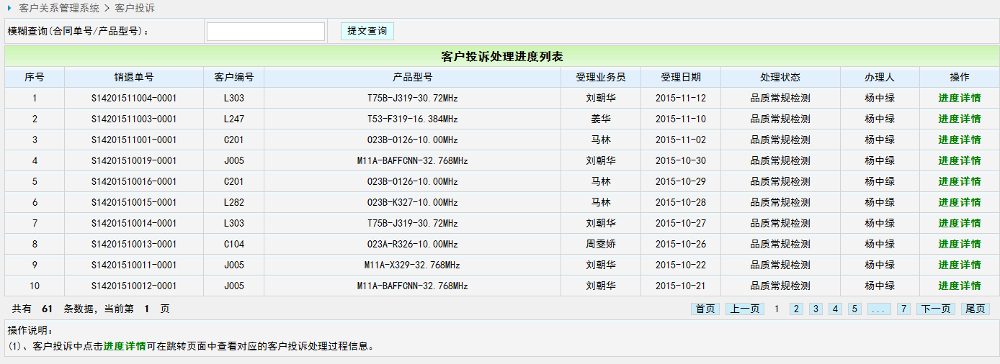 客户关系管理系统 > 客户投诉
模糊查询(合同单号/产品型号): 提交查询
客户投诉处理进度列表
序号 销退单号 客户编号 产品型号 受理业务员 受理日期 处理状态 办理人 操作
1 S14201511004-0001 L303 T75B-J319-30.72MHz 刘朝华 2015-11-12 品质常规检测 杨中绿 进度详情
2 S14201511003-0001 L247 T53-F319-16.384MHz 姜华 2015-11-10 品质常规检测 杨中绿 进度详情
3 S14201511001-0001 C201 O23B-0126-10.00MHz 马林 2015-11-02 品质常规检测 杨中绿 进度详情
4 S14201510019-0001 J005 M11A-BAFFCNN-32.768MHz 刘朝华 2015-10-30 品质常规检测 杨中绿 进度详情
5 S14201510016-0001 C201 O23B-0126-10.00MHz 马林 2015-10-29 品质常规检测 杨中绿 进度详情
6 S14201510015-0001 L282 O23B-K327-10.00MHz 马林 2015-10-28 品质常规检测 杨中绿 进度详情
7 S14201510014-0001 L303 T75B-J319-30.72MHz 刘朝华 2015-10-27 品质常规检测 杨中绿 进度详情
8 S14201510013-0001 C104 O23A-R326-10.00MHz 周雯娇 2015-10-26 品质常规检测 杨中绿 进度详情
9 S14201510011-0001 J005 M11A-X329-32.768MHz 刘朝华 2015-10-22 品质常规检测 杨中绿 进度详情
10 S14201510012-0001 J005 M11A-BAFFCNN-32.768MHz 刘朝华 2015-10-21 品质常规检测 杨中绿 进度详情
共有 61 条数据，当前第 1 页 首页 上一页 1 2 3 4 5 ... 7 下一页 尾页
操作说明：
(1)、客户投诉中点击进度详情可在跳转页面中查看对应的客户投诉处理过程信息。